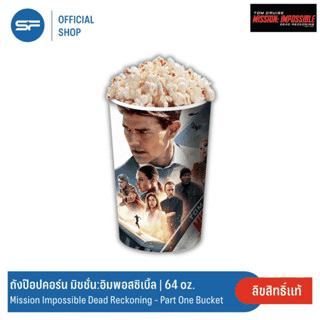 SF
OFFICIAL
SHOP
TOM CRUISE
MISSION: IMPOSSIBLE
DEAD RECKONING
ถังป๊อปคอร์น มิชชั่น:อิมพอสซิเบิ้ล | 64 oz.
Mission Impossible Dead Reckoning - Part One Bucket
ลิขสิทธิ์แท้